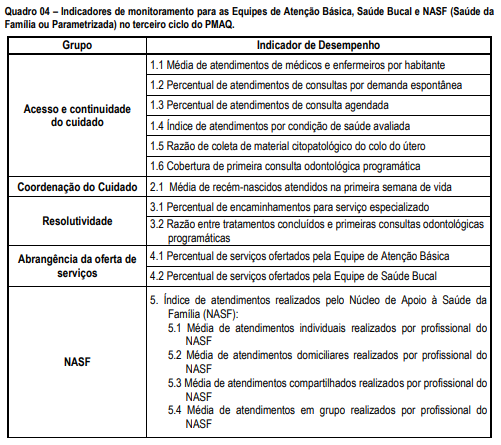 Quadro 04 – Indicadores de monitoramento para as Equipes de Atenção Básica, Saúde Bucal e NASF (Saúde da
Família ou Parametrizada) no terceiro ciclo do PMAQ.
Grupo
Indicador de Desempenho
Acesso e continuidade
do cuidado
1.1 Média de atendimentos de médicos e enfermeiros por habitante
1.2 Percentual de atendimentos de consultas por demanda espontânea
1.3 Percentual de atendimentos de consulta agendada
1.4 Índice de atendimentos por condição de saúde avaliada
1.5 Razão de coleta de material citopatológico do colo do útero
1.6 Cobertura de primeira consulta odontológica programática
Coordenação do Cuidado
2.1 Média de recém-nascidos atendidos na primeira semana de vida
Resolutividade
3.1 Percentual de encaminhamentos para serviço especializado
3.2 Razão entre tratamentos concluídos e primeiras consultas odontológicas
programáticas
Abrangência da oferta de
serviços
4.1 Percentual de serviços ofertados pela Equipe de Atenção Básica
4.2 Percentual de serviços ofertados pela Equipe de Saúde Bucal
NASF
5. Índice de atendimentos realizados pelo Núcleo de Apoio à Saúde da
Família (NASF):
5.1 Média de atendimentos individuais realizados por profissional do
NASF
5.2 Média de atendimentos domiciliares realizados por profissional do
NASF
5.3 Média de atendimentos compartilhados realizados por profissional do
NASF
5.4 Média de atendimentos em grupo realizados por profissional do
NASF